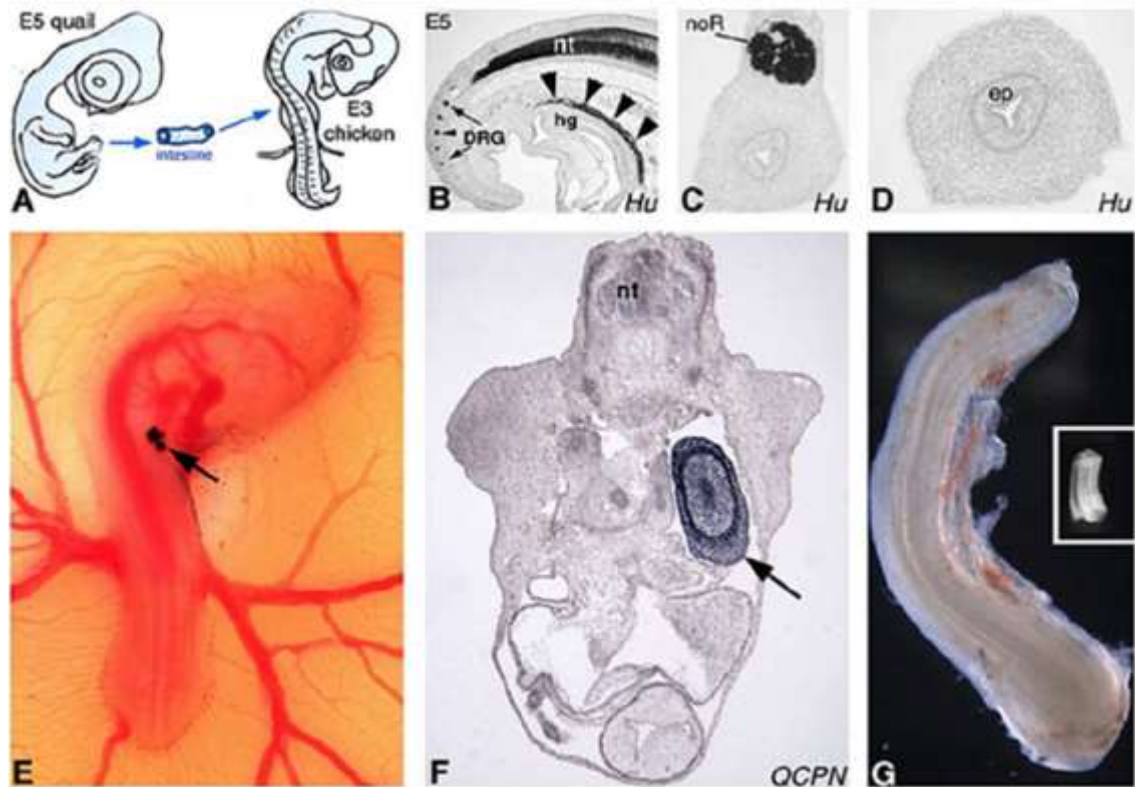 E5 quail
intestine
E3
chicken
A
E5
nt
hg
DRG
B
Hu
noR
C
Hu
ep
D
Hu
E
nt
F
QCPN
G